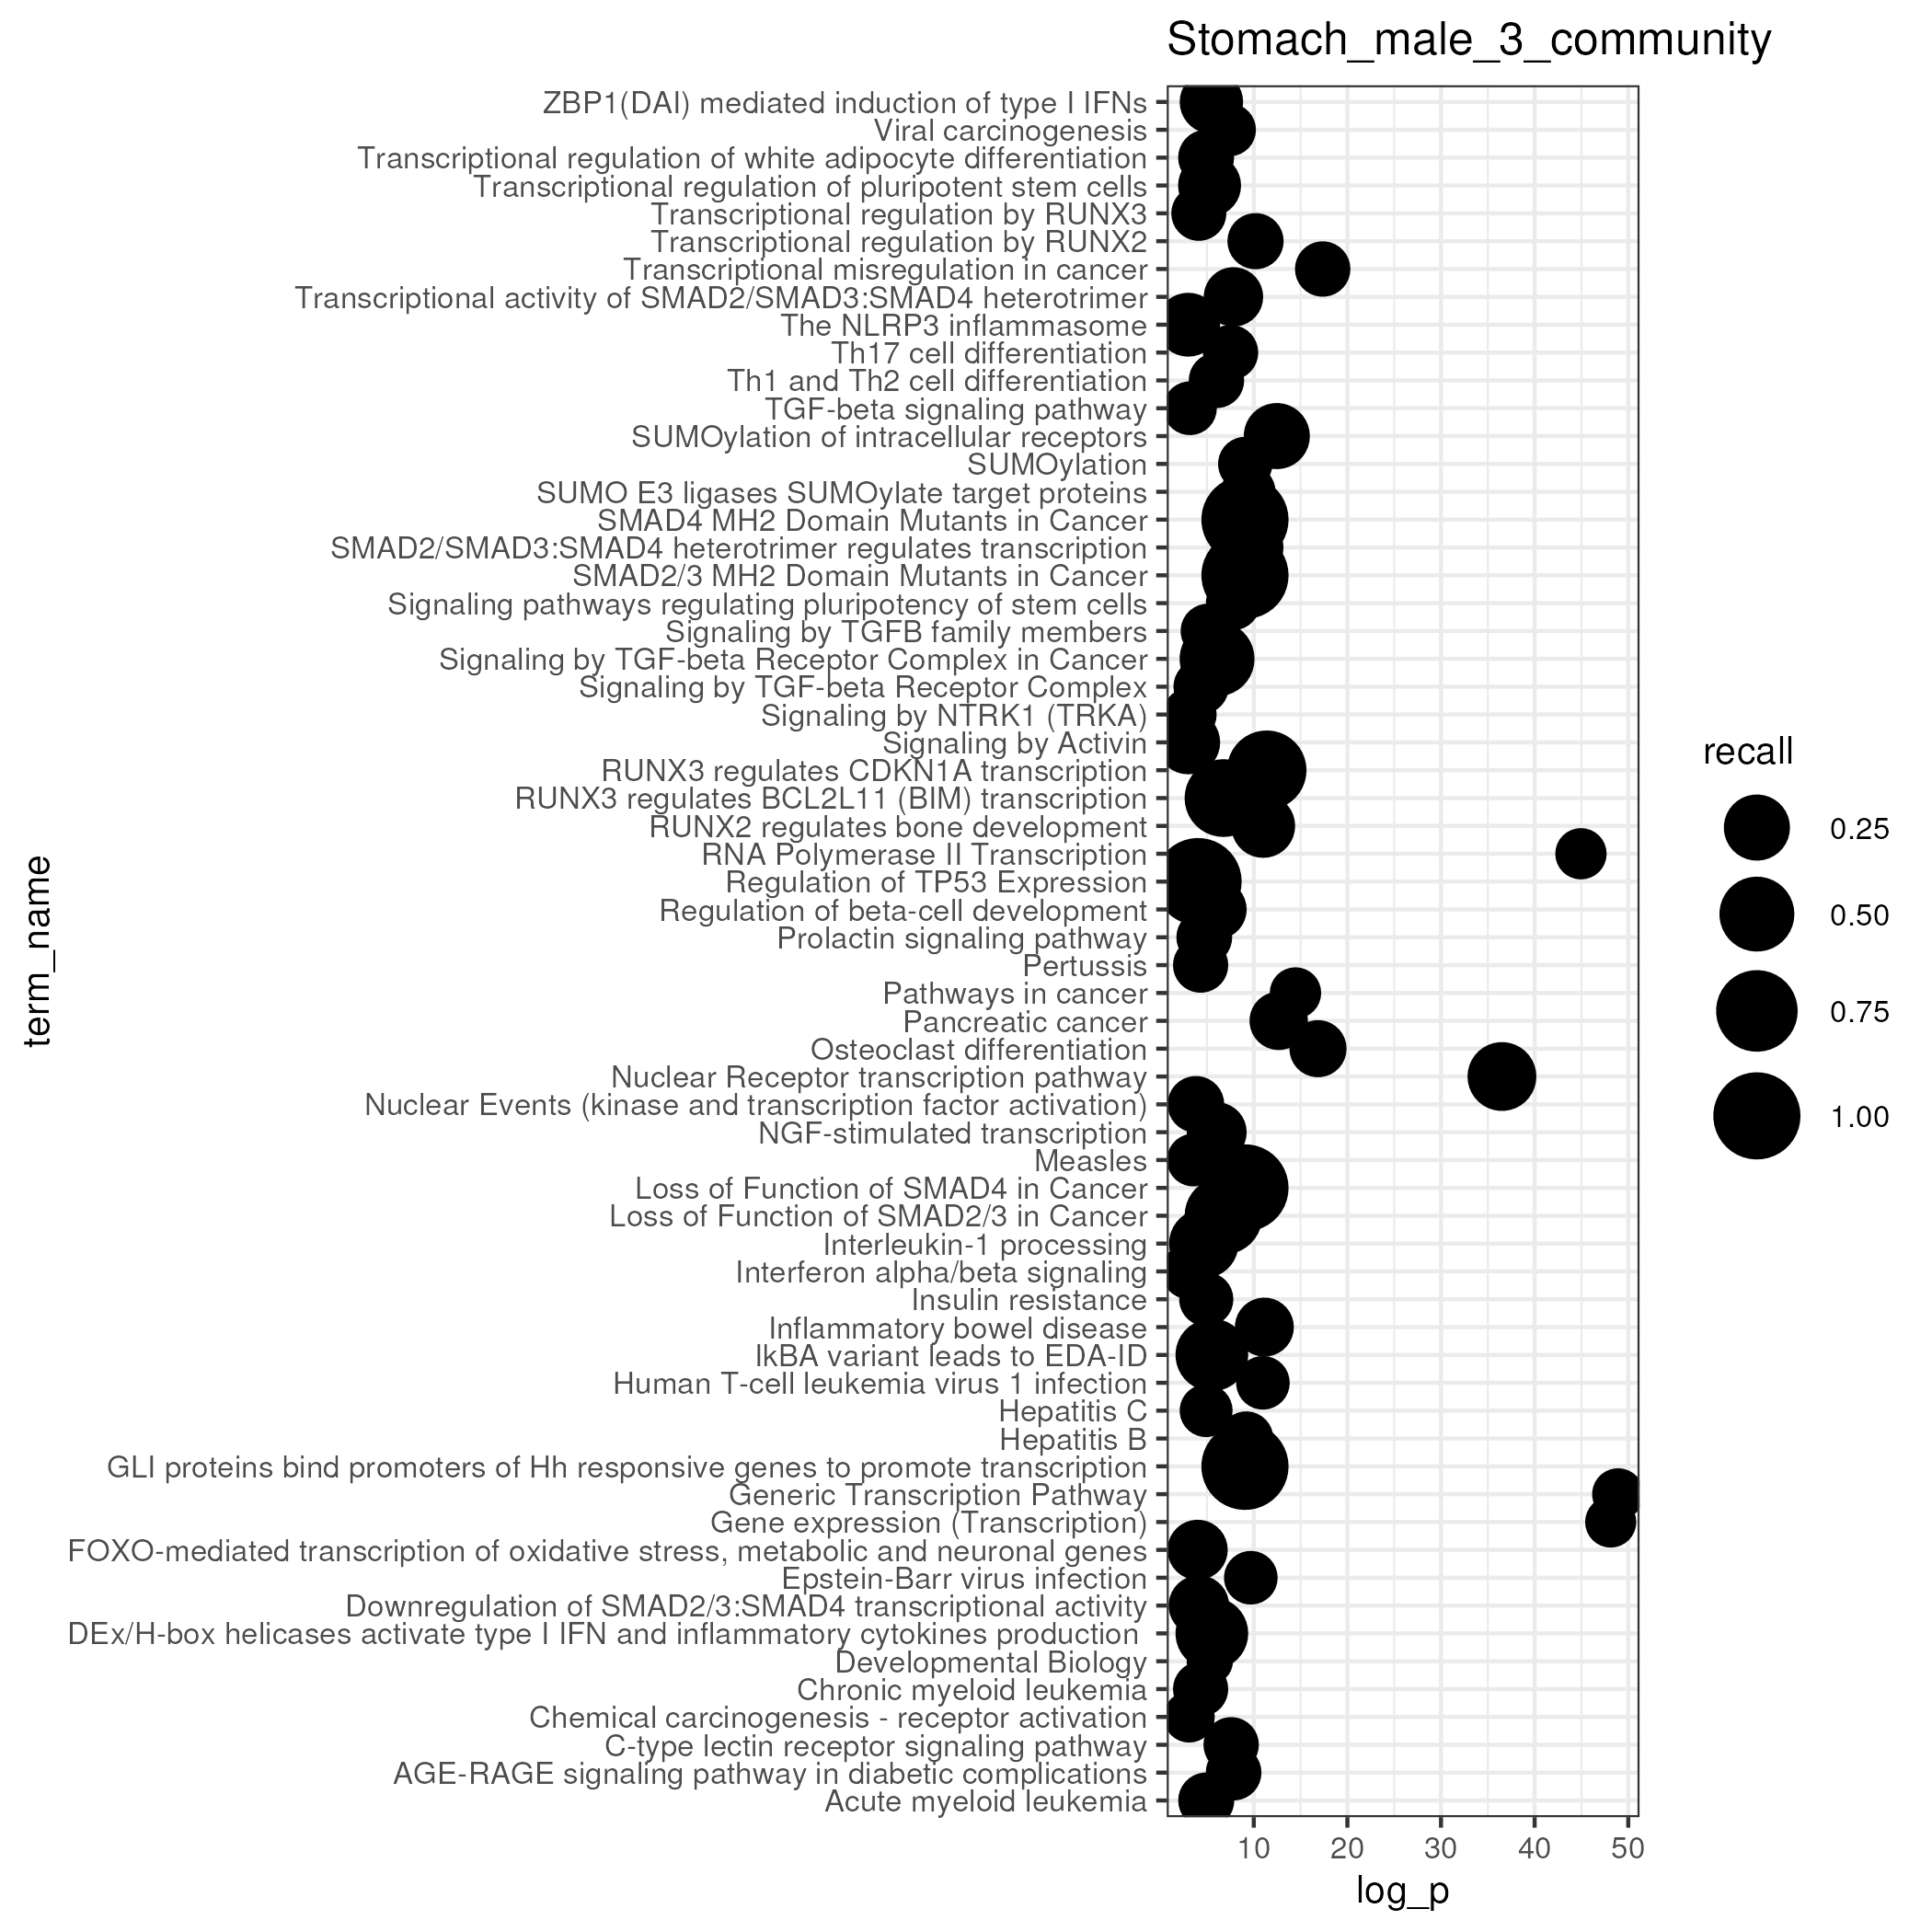 Stomach_male_3_community
ZBP1(DAI) mediated induction of type I IFNs
Viral carcinogenesis
Transcriptional regulation of white adipocyte differentiation
Transcriptional regulation of pluripotent stem cells
Transcriptional regulation by RUNX3
Transcriptional regulation by RUNX2
Transcriptional misregulation in cancer
Transcriptional activity of SMAD2/SMAD3:SMAD4 heterotrimer
The NLRP3 inflammasome
Th17 cell differentiation
Th1 and Th2 cell differentiation
TGF-beta signaling pathway
SUMOylation of intracellular receptors
SUMOylation
SUMO E3 ligases SUMOylate target proteins
SMAD4 MH2 Domain Mutants in Cancer
SMAD2/SMAD3:SMAD4 heterotrimer regulates transcription
SMAD2/3 MH2 Domain Mutants in Cancer
Signaling pathways regulating pluripotency of stem cells
Signaling by TGFB family members
Signaling by TGF-beta Receptor Complex in Cancer
Signaling by TGF-beta Receptor Complex
Signaling by NTRK1 (TRKA)
Signaling by Activin
RUNX3 regulates CDKN1A transcription
RUNX3 regulates BCL2L11 (BIM) transcription
RUNX2 regulates bone development
RNA Polymerase II Transcription
Regulation of TP53 Expression
Regulation of beta-cell development
Prolactin signaling pathway
Pertussis
Pathways in cancer
Pancreatic cancer
Osteoclast differentiation
Nuclear Receptor transcription pathway
Nuclear Events (kinase and transcription factor activation)
NGF-stimulated transcription
Measles
Loss of Function of SMAD4 in Cancer
Loss of Function of SMAD2/3 in Cancer
Interleukin-1 processing
Interferon alpha/beta signaling
Insulin resistance
Inflammatory bowel disease
IkBA variant leads to EDA-ID
Human T-cell leukemia virus 1 infection
Hepatitis C
Hepatitis B
GLI proteins bind promoters of Hh responsive genes to promote transcription
Generic Transcription Pathway
Gene expression (Transcription)
FOXO-mediated transcription of oxidative stress, metabolic and neuronal genes
Epstein-Barr virus infection
Downregulation of SMAD2/3:SMAD4 transcriptional activity
DEx/H-box helicases activate type I IFN and inflammatory cytokines production
Developmental Biology
Chronic myeloid leukemia
Chemical carcinogenesis - receptor activation
C-type lectin receptor signaling pathway
AGE-RAGE signaling pathway in diabetic complications
Acute myeloid leukemia
term_name
10 20 30 40 50
log_p
recall
0.25
0.50
0.75
1.00